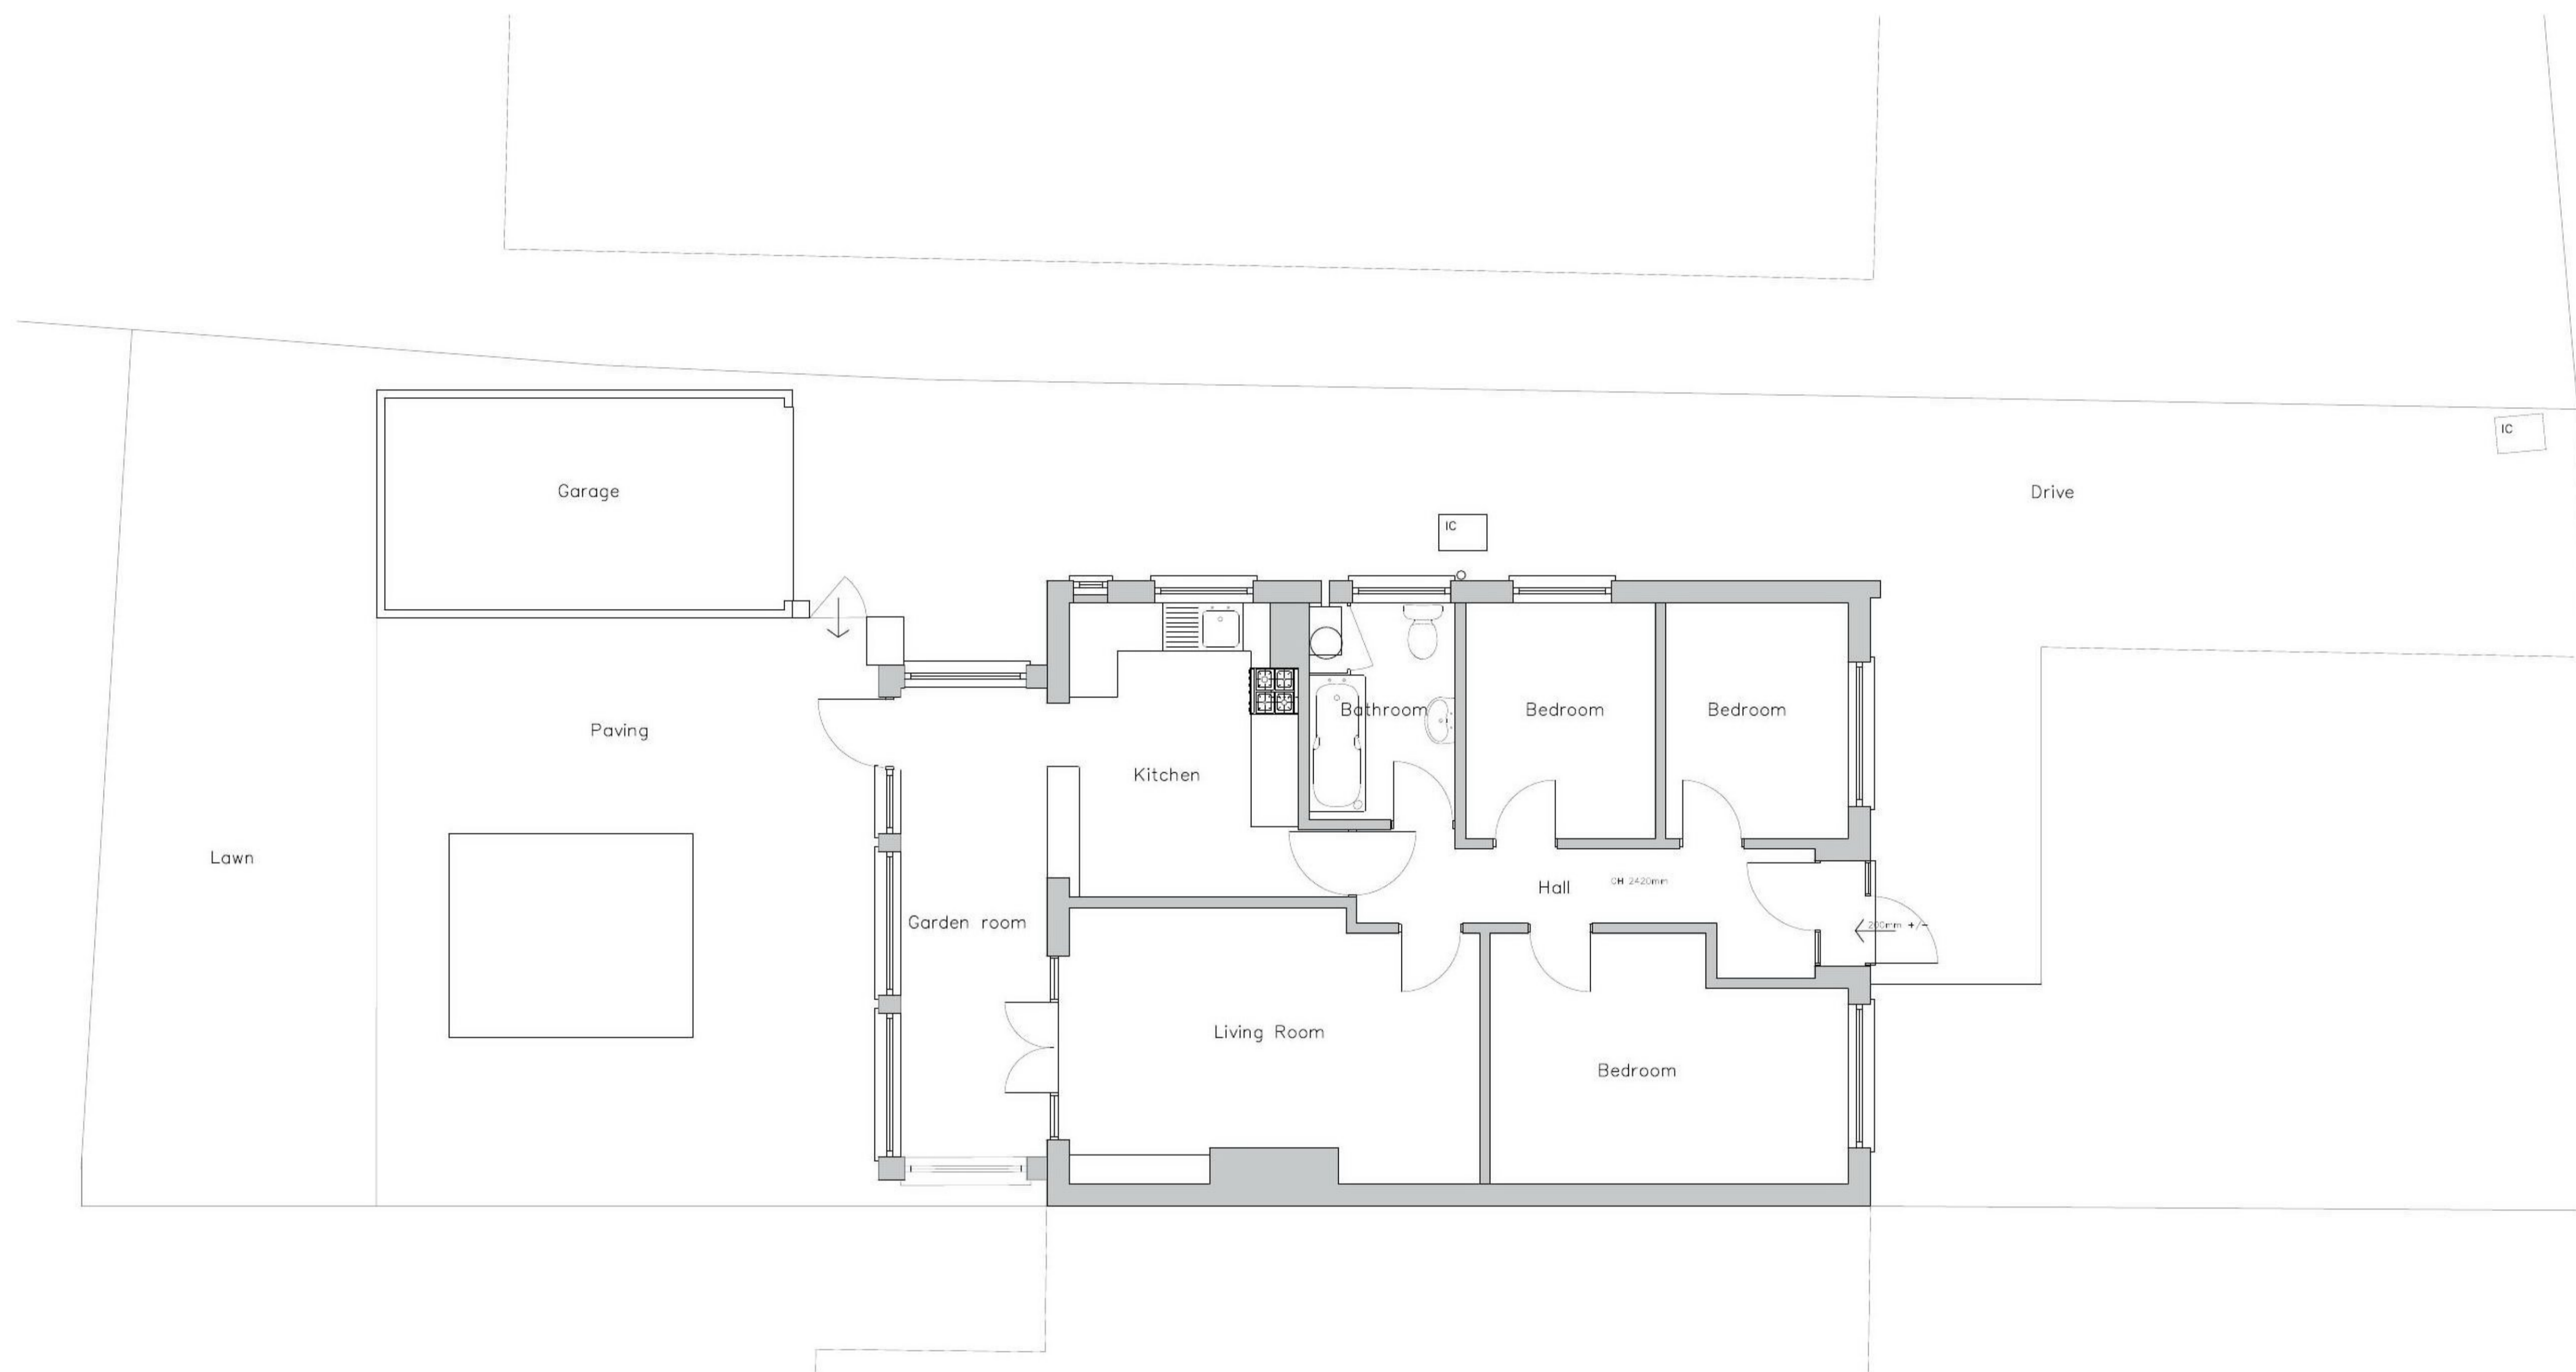 IC
Garage
Drive
IC
Bathroom
Bedroom
Bedroom
Paving
Kitchen
Lawn
Hall
CH 2420mm
Garden room
200mm +/-
Living Room
Bedroom